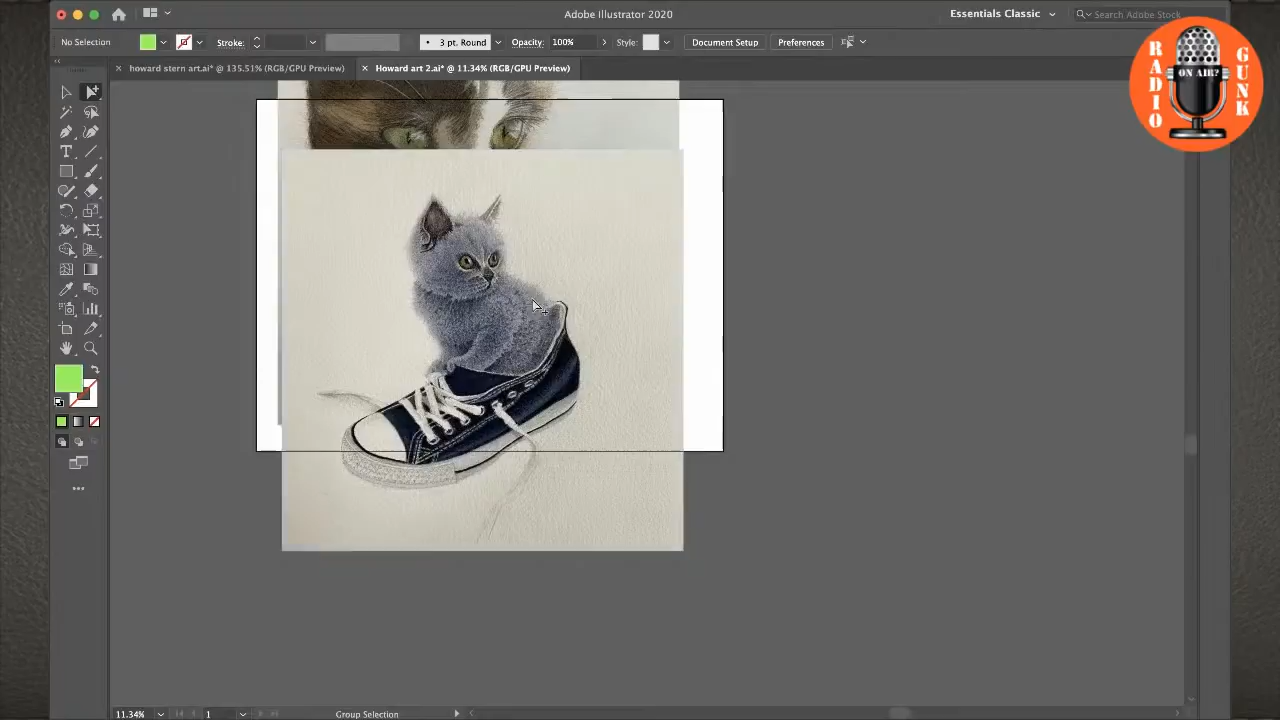 Adobe Illustrator 2020
Essentials Classic
Search Adobe Stock
No Selection
Stroke:
3 pt. Round
Opacity:
100%
Style:
Document Setup
Preferences
howard stern art.ai* @ 135.51% (RGB/GPU Preview)
Howard art 2.ai* @ 11.34% (RGB/GPU Preview)
RADIO
ON AIR?
GUNK
11.34%
1
Group Selection